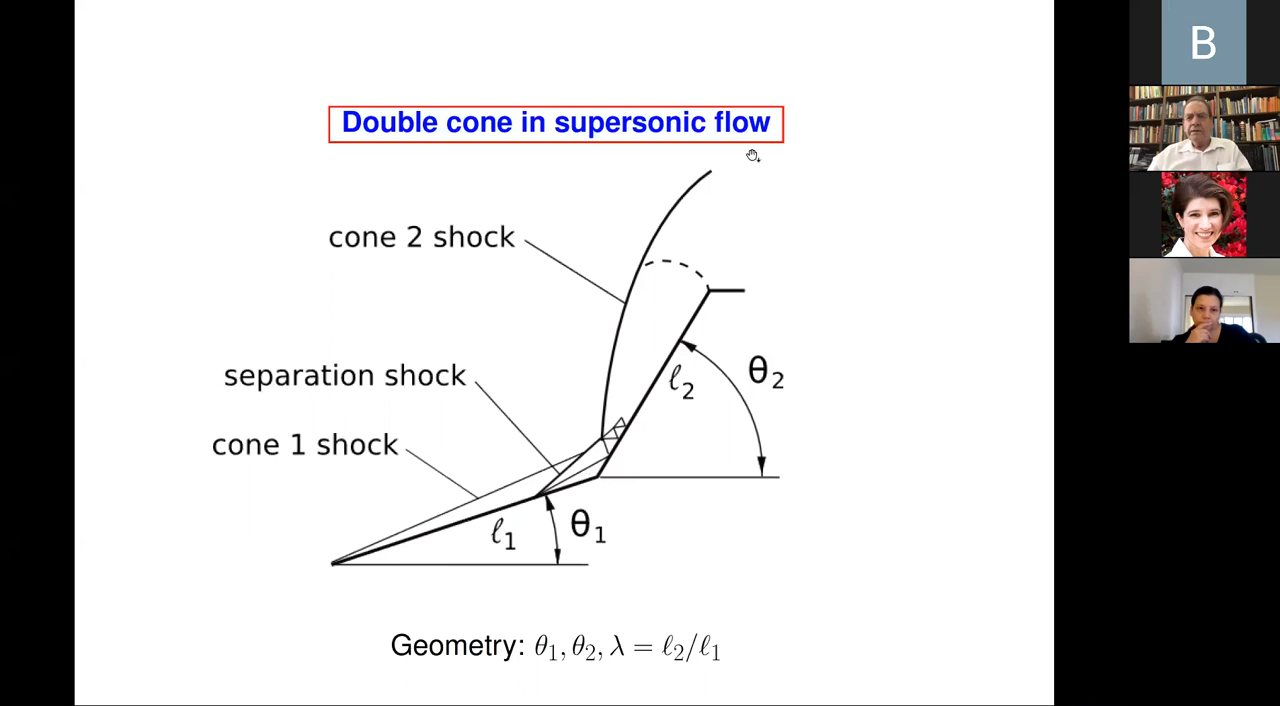 Double cone in supersonic flow
B
cone 2 shock
separation shock
ℓ₂
θ₂
cone 1 shock
ℓ₁
θ₁
Geometry: θ₁, θ₂, λ = ℓ₂/ℓ₁